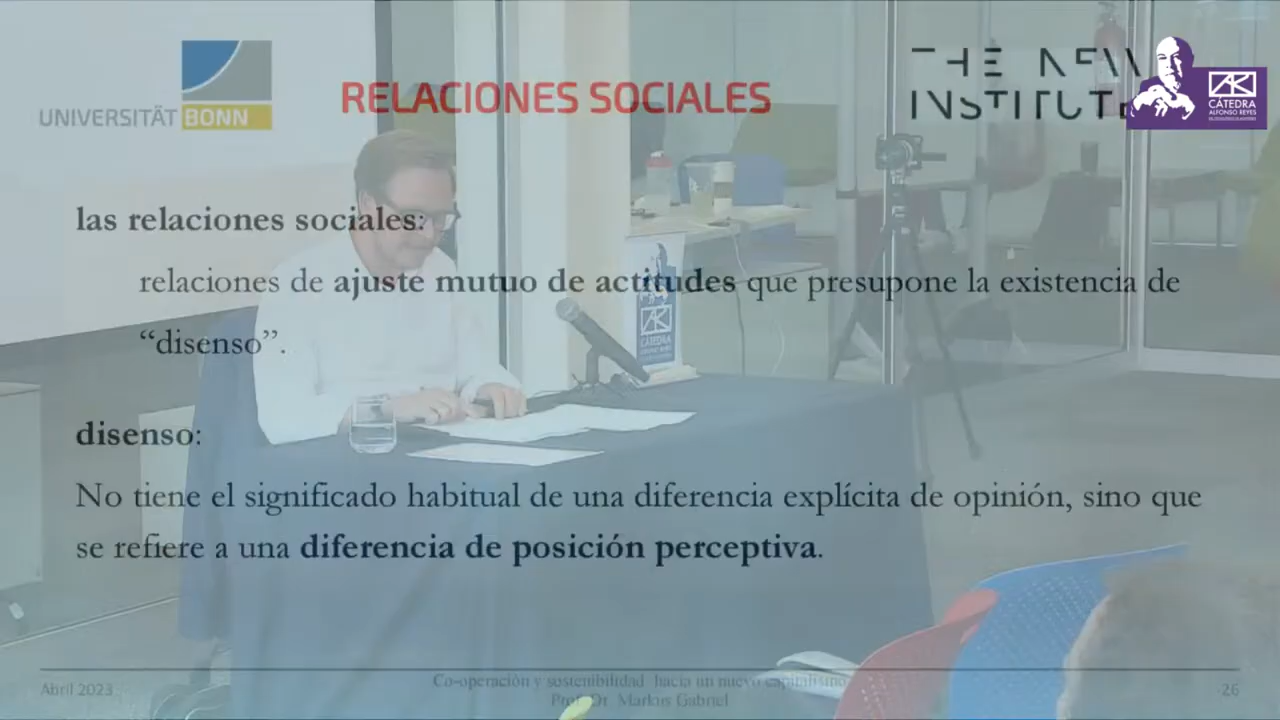 UNIVERSITÄT BONN
RELACIONES SOCIALES
THE NEW
INSTITUTE
CÁTEDRA
ALFONSO REYES
las relaciones sociales:
relaciones de ajuste mutuo de actitudes que presupone la existencia de
“disenso”.
CÁTEDRA
disenso:
No tiene el significado habitual de una diferencia explícita de opinión, sino que
se refiere a una diferencia de posición perceptiva.
Abril 2023
Co-operación y sostenibilidad hacia un nuevo capitalismo
Prof. Dr. Markus Gabriel
26